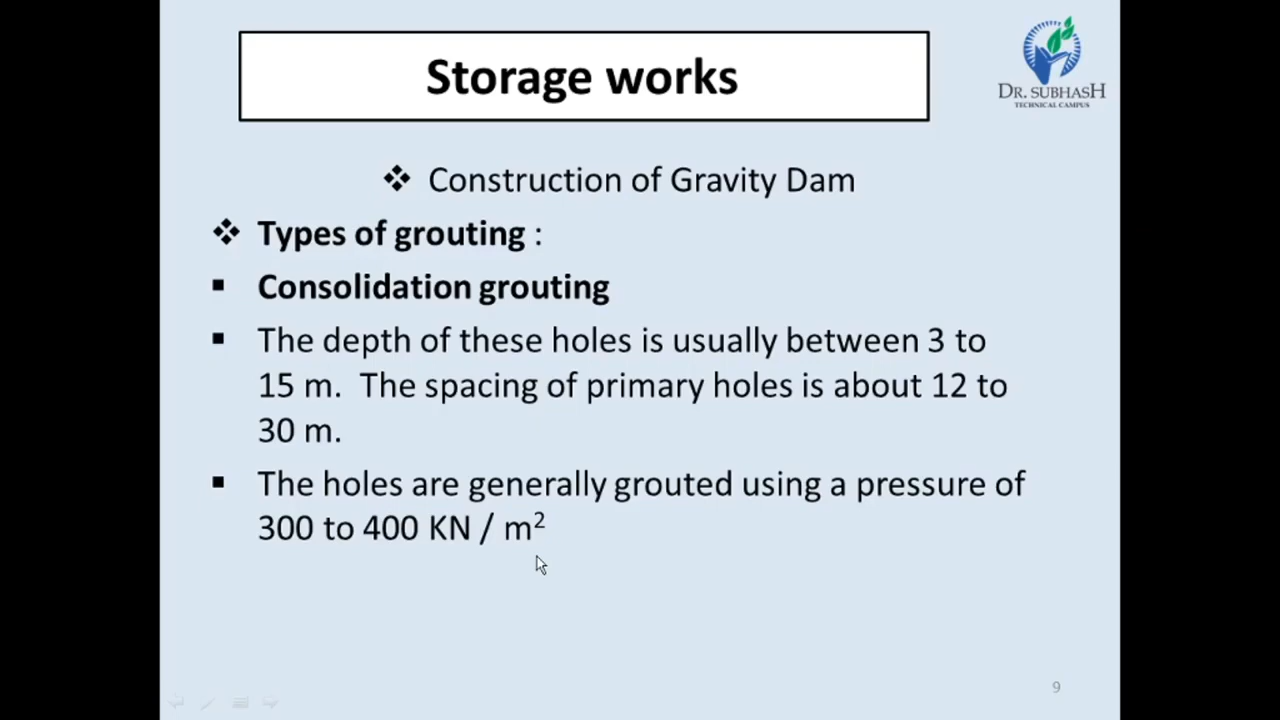 Storage works
DR. SUBHASH
TECHNICAL CAMPUS
❖ Construction of Gravity Dam
❖ Types of grouting :
▪ Consolidation grouting
▪ The depth of these holes is usually between 3 to
15 m. The spacing of primary holes is about 12 to
30 m.
▪ The holes are generally grouted using a pressure of
300 to 400 KN / m²
9